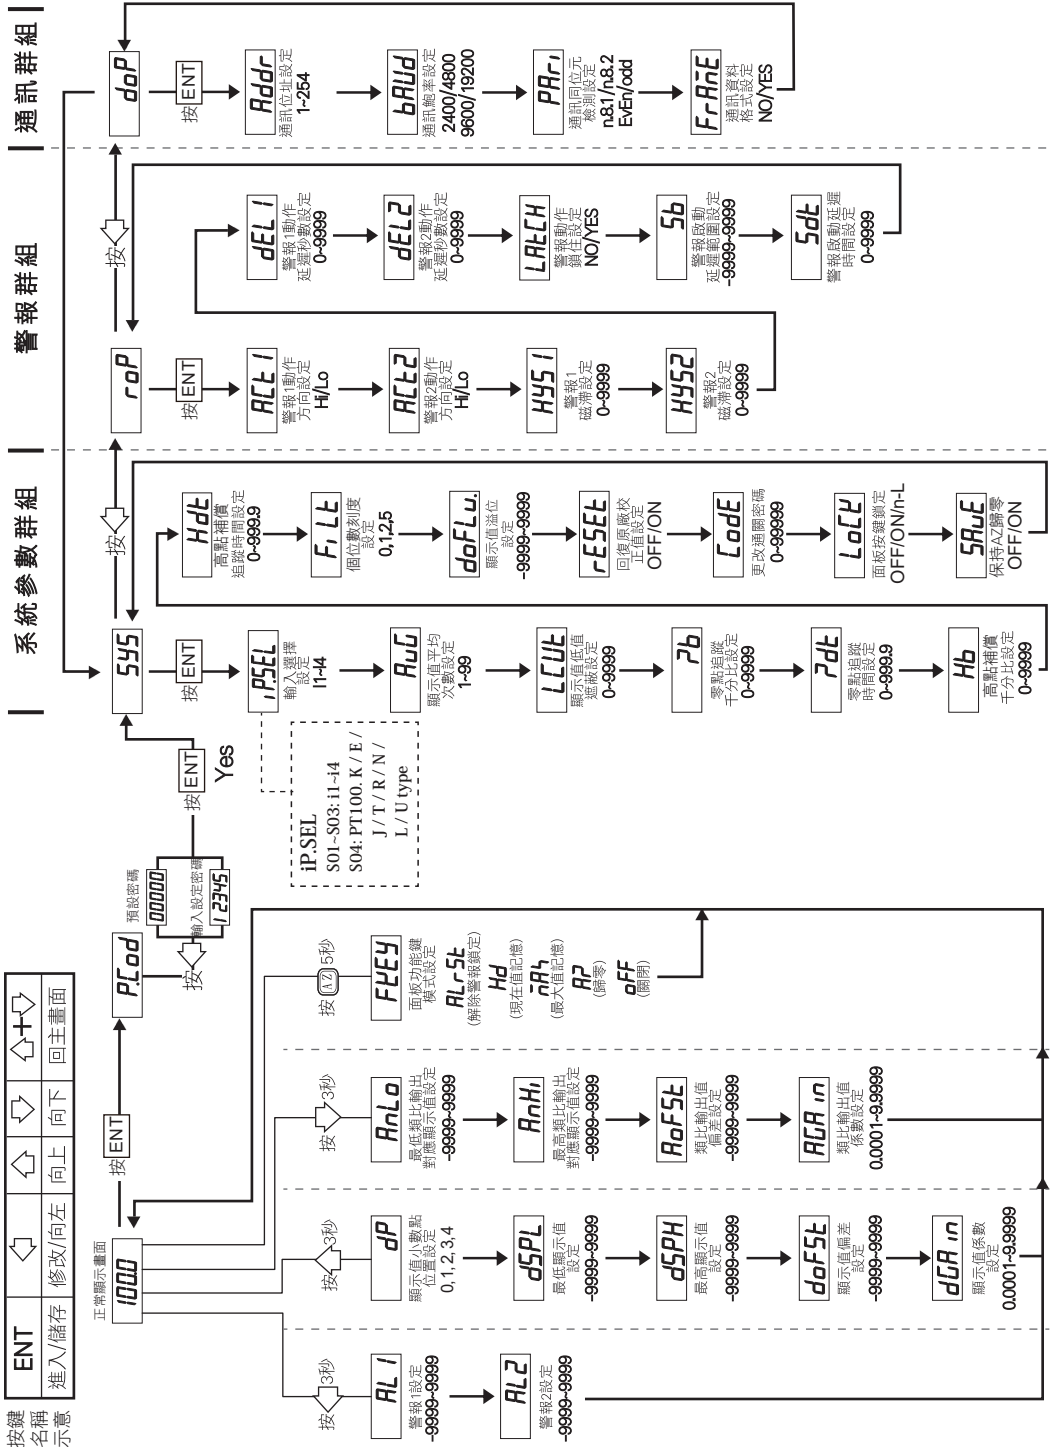 按鍵
名稱
示意
ENT
進入/儲存
修改/向左
向上
向下
+
回主畫面
正常顯示畫面
100.0
按 ENT
P.Cod
按
預設密碼
00000
輸入設定密碼
12345
按 ENT
Yes
按 3秒
AL1
警報1設定
-9999~9999
AL2
警報2設定
-9999~9999
按 3秒
dP
顯示值小數點
位置設定
0, 1, 2, 3, 4
dSPL
最低顯示值
設定
-9999~9999
dSPH
最高顯示值
設定
-9999~9999
doFSt
顯示值偏差
設定
-9999~9999
dGAin
顯示值係數
設定
0.0001~9.9999
按 3秒
AnLo
最低類比輸出
對應顯示值設定
-9999~9999
AnHi
最高類比輸出
對應顯示值設定
-9999~9999
AoFSt
類比輸出值
偏差設定
-9999~9999
AGAin
類比輸出值
係數設定
0.0001~9.9999
按 AZ 5秒
FKEY
面板功能鍵
模式設定
ALrSt
(解除警報鎖定)
Hd
(現在值記憶)
(最大值記憶)
(歸零)
oFF
(關閉)
系統參數群組
SYS
按 ENT
iP.SEL
輸入選擇
設定
I1~I4
iP.SEL
S01~S03: i1~i4
S04: PT100. K / E /
J / T / R / N /
L / U type
AvG
顯示值平均
次數設定
1~99
LCUt
顯示值低值
遮蔽設定
0~9999
零點追蹤
千分比設定
0~9999
零點追蹤
時間設定
0~999.9
Hb
高點補償
千分比設定
0~9999
Hdt
高點補償
追蹤時間設定
0~999.9
FiLt
個位數刻度
設定
0,1,2,5
doFLv.
顯示值溢位
設定
-9999~9999
rESEt
回復原廠校
正值設定
OFF/ON
CodE
更改通關密碼
0~99999
LoCK
面板按鍵鎖定
OFF/ON/n-L
SAvE
保持AZ歸零
OFF/ON
按
警報群組
roP
按 ENT
ACt1
警報1動作
方向設定
Hi/Lo
ACt2
警報2動作
方向設定
Hi/Lo
HYS1
警報1
磁滯設定
0~9999
HYS2
警報2
磁滯設定
0~9999
dEL1
警報1動作
延遲秒數設定
0~9999
dEL2
警報2動作
延遲秒數設定
0~9999
LAtCH
警報動作
鎖住設定
NO/YES
Sb
警報啟動
延遲範圍設定
-9999~9999
Sdt
警報啟動延遲
時間設定
0~9999
按
通訊群組
doP
按 ENT
Addr
通訊位址設定
1~254
bAUd
通訊鮑率設定
2400/4800
9600/19200
PAri
通訊同位元
檢測設定
n.8.1/n.8.2
EvEn/odd
FrAmE
通訊資料
格式設定
NO/YES